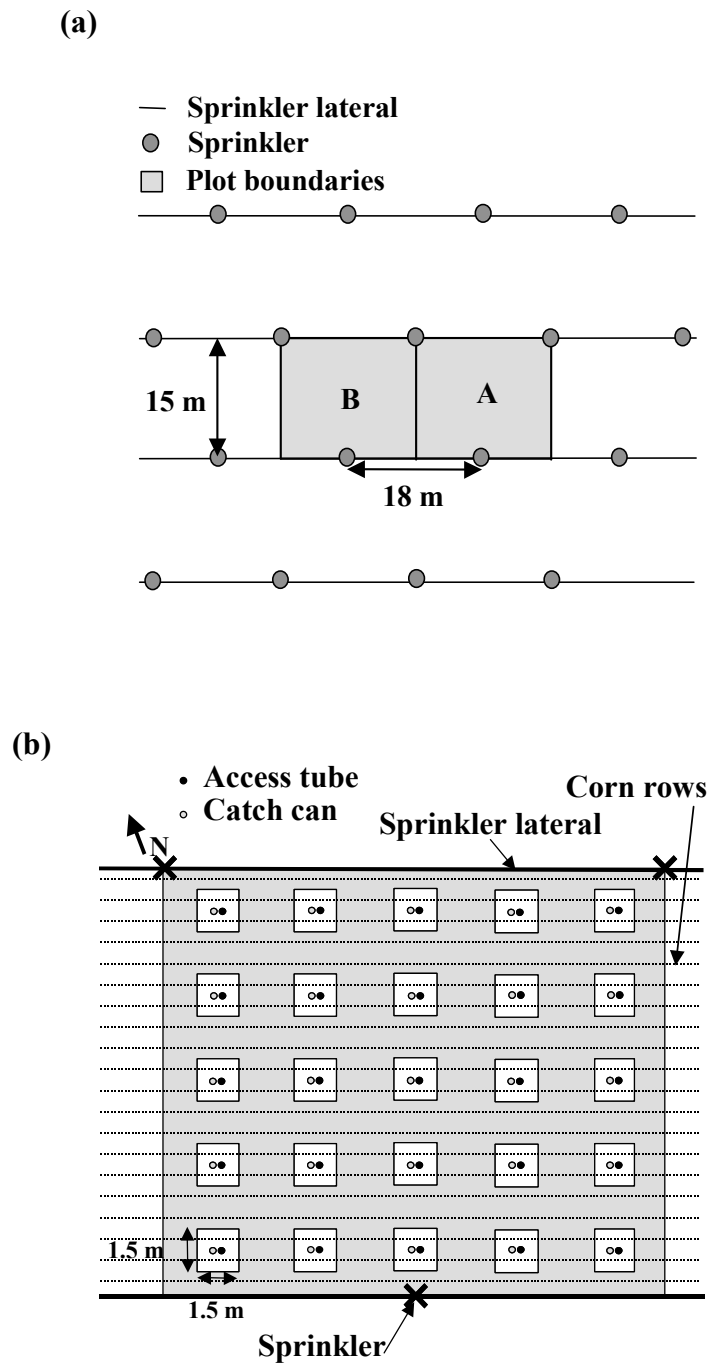 (a)
Sprinkler lateral
Sprinkler
Plot boundaries
15 m
B
A
18 m
(b)
Access tube
Catch can
Corn rows
Sprinkler lateral
N
1.5 m
1.5 m
Sprinkler